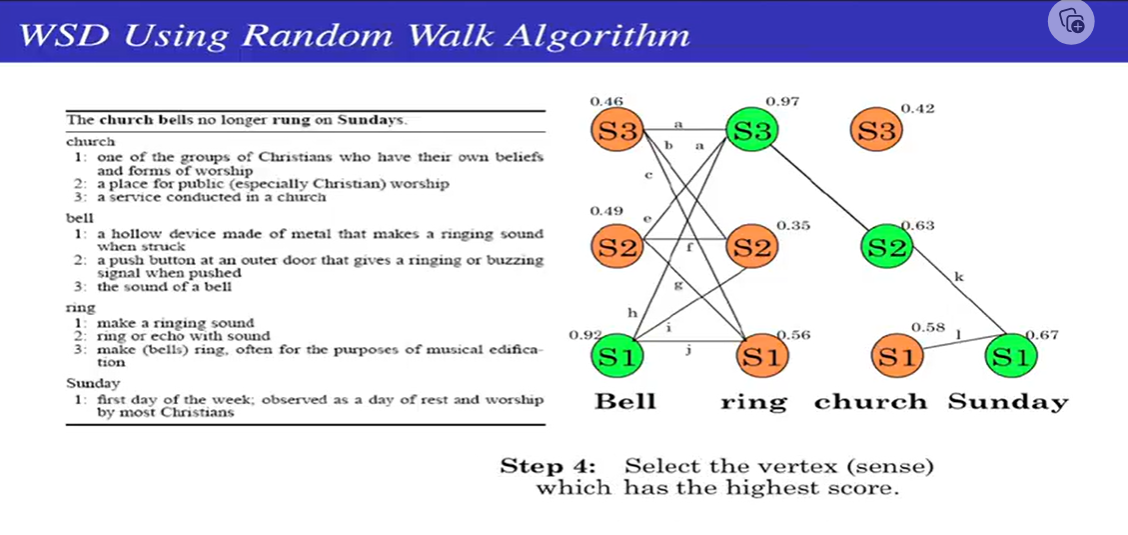 WSD Using Random Walk Algorithm
The church bells no longer rung on Sundays.
church
1: one of the groups of Christians who have their own beliefs
and forms of worship
2: a place for public (especially Christian) worship
3: a service conducted in a church
bell
1: a hollow device made of metal that makes a ringing sound
when struck
2: a push button at an outer door that gives a ringing or buzzing
signal when pushed
3: the sound of a bell
ring
1: make a ringing sound
2: ring or echo with sound
3: make (bells) ring, often for the purposes of musical edifica-
tion
Sunday
1: first day of the week; observed as a day of rest and worship
by most Christians
0.46 0.97 0.42
S3 a S3 S3
b a
c
0.49 e 0.35 0.63
S2 f S2 S2
g k
h i
0.92 0.56 0.58 l 0.67
S1 j S1 S1 S1
Bell ring church Sunday
Step 4: Select the vertex (sense)
which has the highest score.